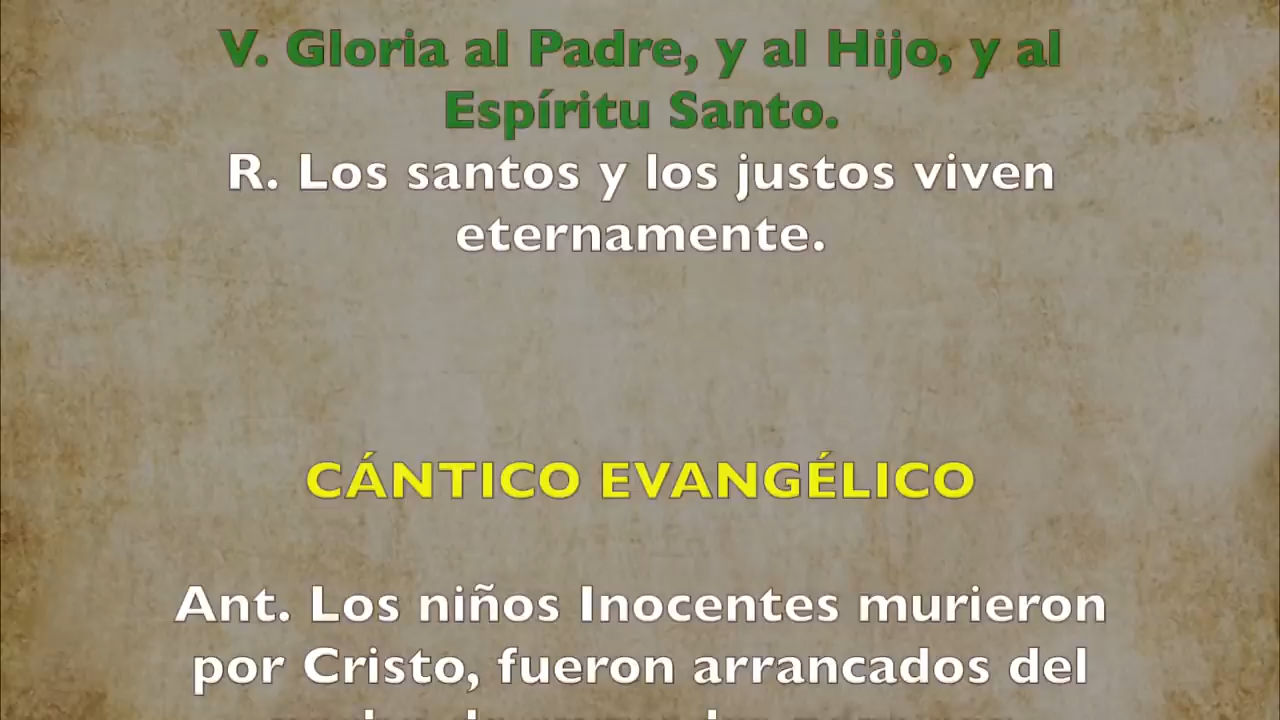 V. Gloria al Padre, y al Hijo, y al
Espíritu Santo.
R. Los santos y los justos viven
eternamente.
CÁNTICO EVANGÉLICO
Ant. Los niños Inocentes murieron
por Cristo, fueron arrancados del